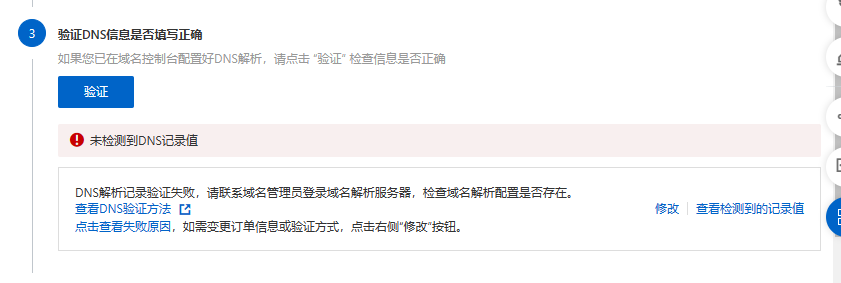 3
验证DNS信息是否填写正确
如果您已在域名控制台配置好DNS解析，请点击 “验证” 检查信息是否正确
验证
未检测到DNS记录值
DNS解析记录验证失败，请联系域名管理员登录域名解析服务器，检查域名解析配置是否存在。
查看DNS验证方法
修改 查看检测到的记录值
点击查看失败原因，如需变更订单信息或验证方式，点击右侧“修改”按钮。